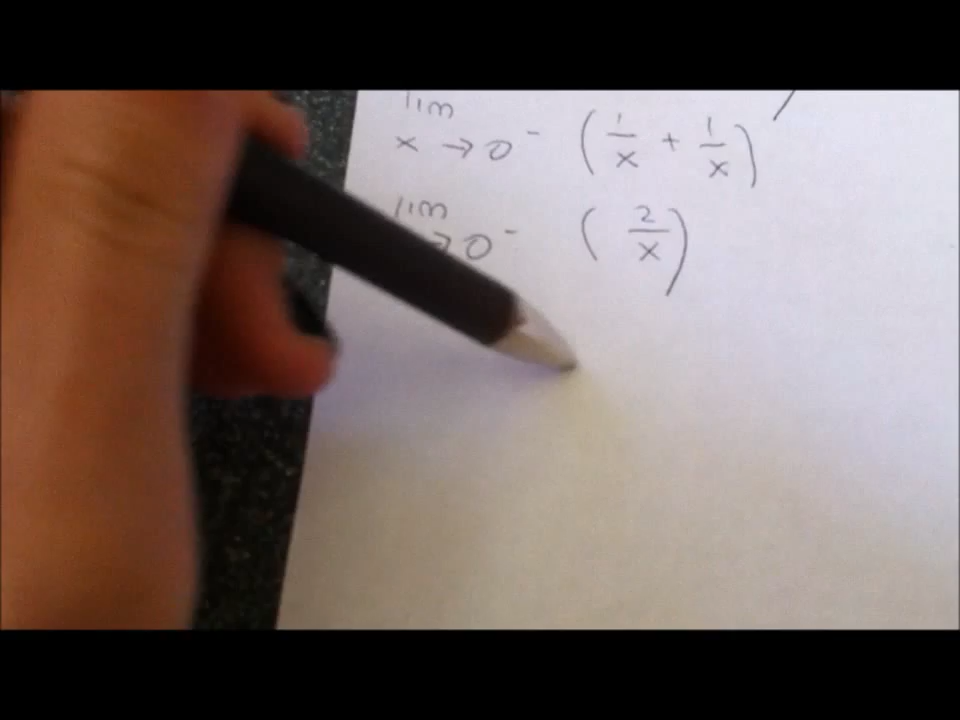 lim
x → 0⁻ (1/x + 1/x)
lim
→ 0⁻ (2/x)